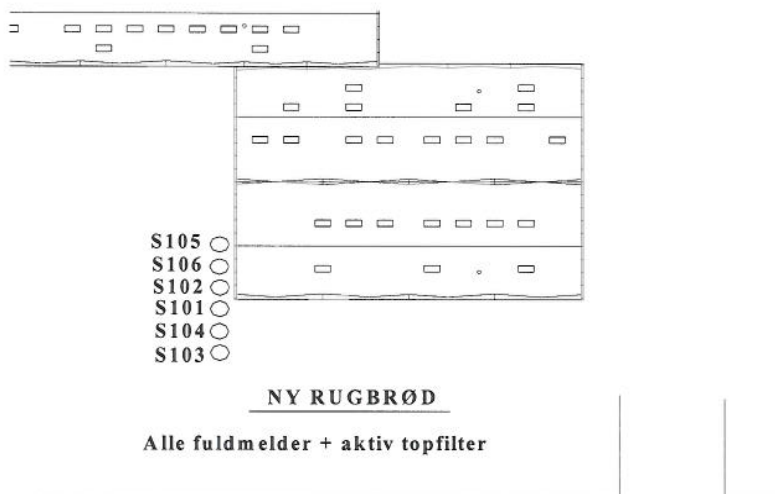 S105
S106
S102
S101
S104
S103
NY RUGBRØD
Alle fuldmelder + aktiv topfilter